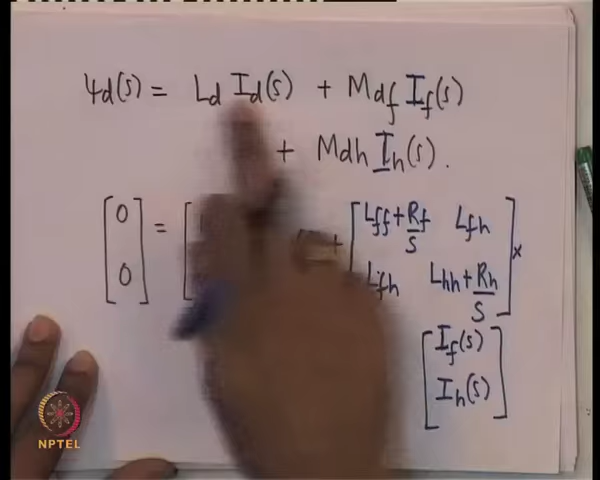 Ψd(s) = Ld Id(s) + Mdf If(s)
+ Mdh Ih(s).
[0 0] = [ + [Lff + Rf/s Lfh
Lfh Lhh + Rh/s] ×
[If(s)
Ih(s)]
NPTEL